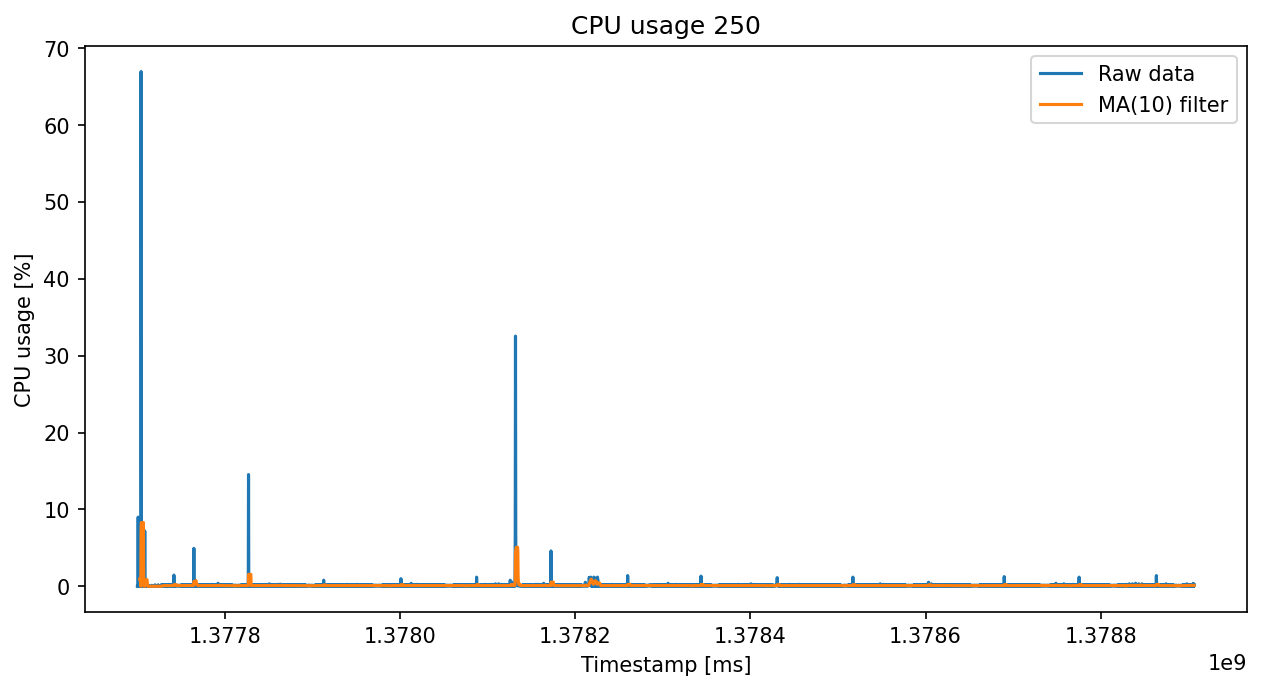 CPU usage 250
70
60
50
40
30
20
10
0
CPU usage [%]
Raw data
MA(10) filter
1.3778 1.3780 1.3782 1.3784 1.3786 1.3788
1e9
Timestamp [ms]